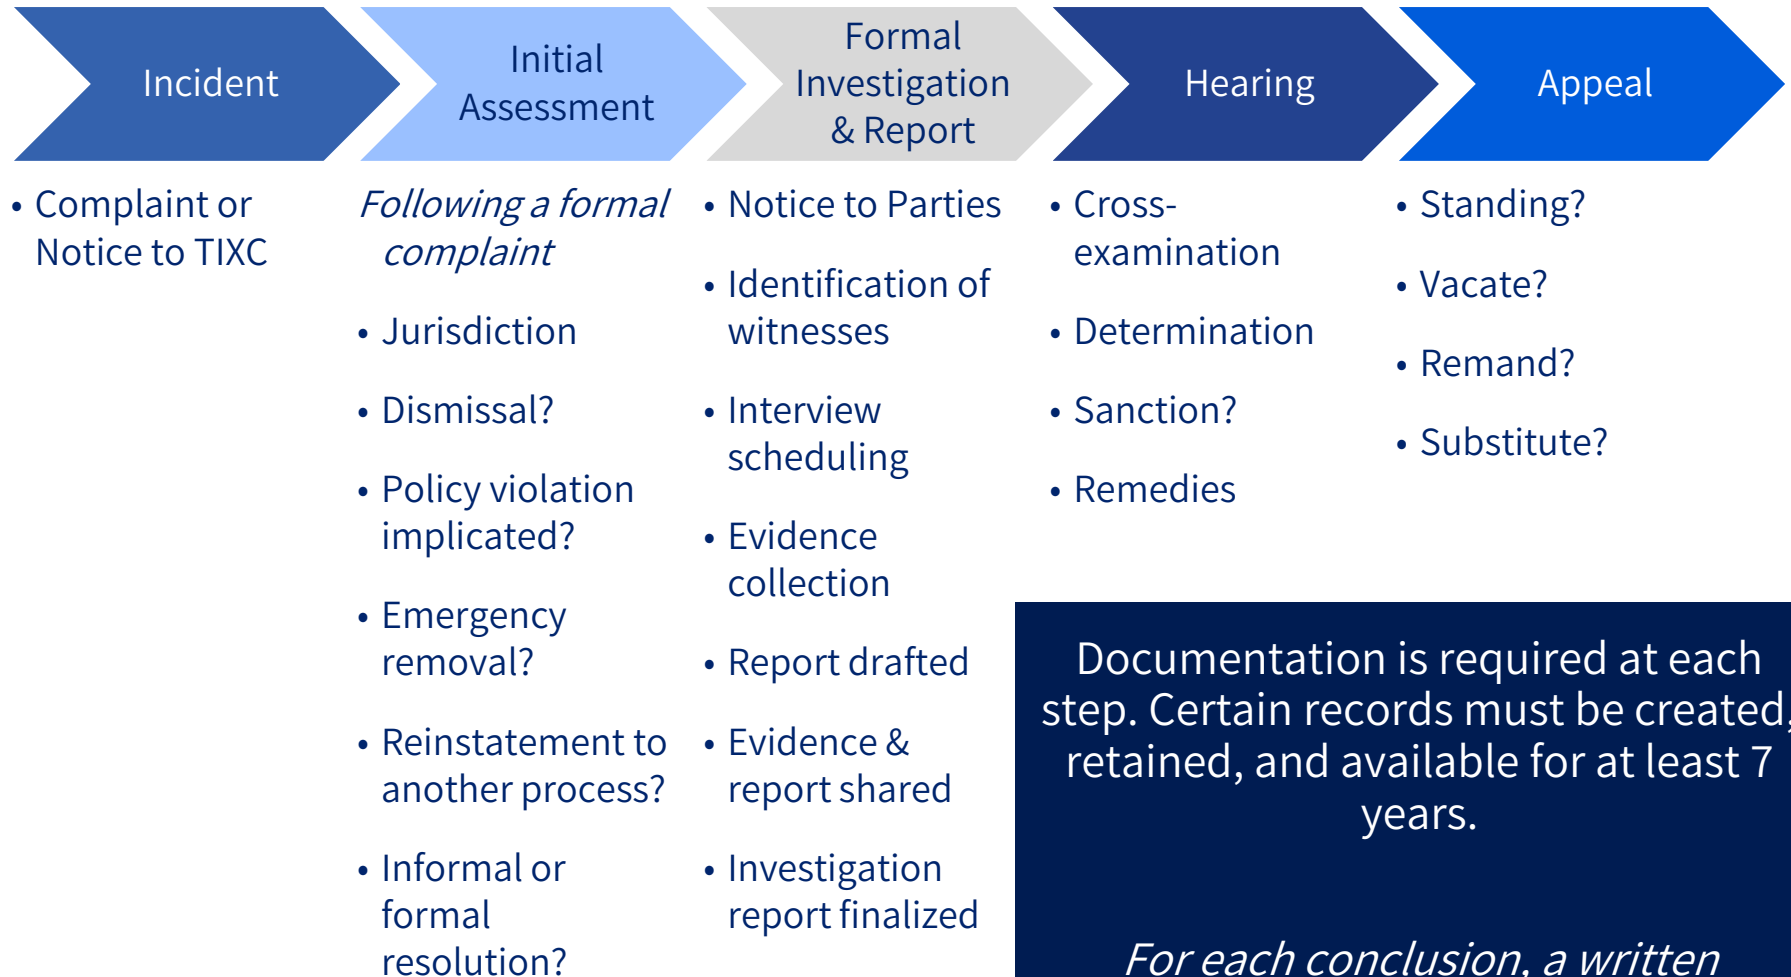 Incident
Initial
Assessment
Formal
Investigation
& Report
Hearing
Appeal
• Complaint or
Notice to TIXC
Following a formal
complaint
• Jurisdiction
• Dismissal?
• Policy violation
implicated?
• Emergency
removal?
• Reinstatement to
another process?
• Informal or
formal
resolution?
• Notice to Parties
• Identification of
witnesses
• Interview
scheduling
• Evidence
collection
• Report drafted
• Evidence &
report shared
• Investigation
report finalized
• Cross-
examination
• Determination
• Sanction?
• Remedies
• Standing?
• Vacate?
• Remand?
• Substitute?
Documentation is required at each
step. Certain records must be created,
retained, and available for at least 7
years.
For each conclusion, a written